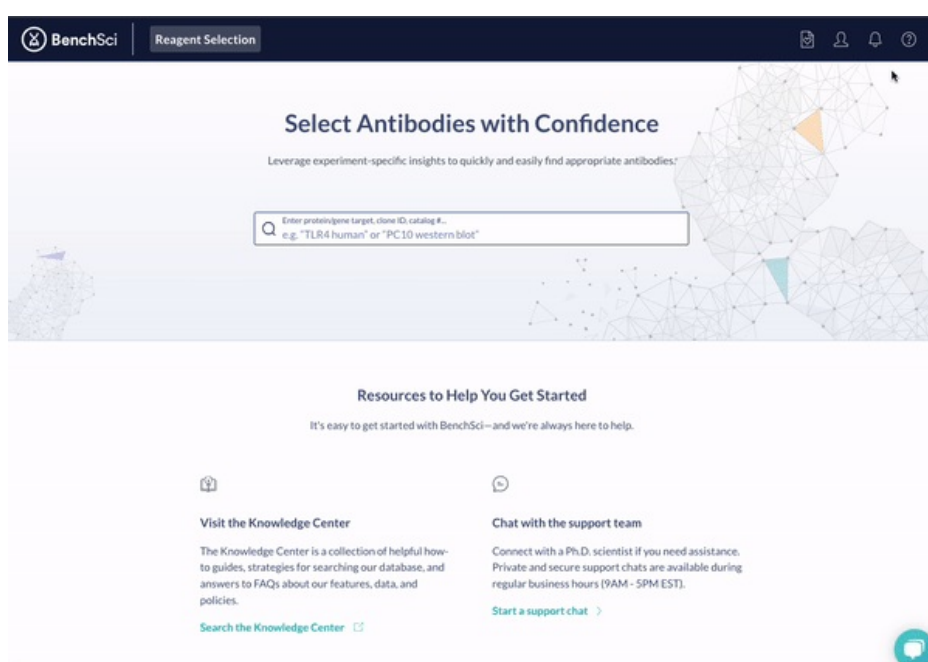 BenchSci
Reagent Selection
Select Antibodies with Confidence
Leverage experiment-specific insights to quickly and easily find appropriate antibodies.
Enter protein/gene target, clone ID, catalog #...
e.g. "TLR4 human" or "PC10 western blot"
Resources to Help You Get Started
It's easy to get started with BenchSci—and we're always here to help.
Visit the Knowledge Center
The Knowledge Center is a collection of helpful how-
to guides, strategies for searching our database, and
answers to FAQs about our features, data, and
policies.
Search the Knowledge Center
Chat with the support team
Connect with a Ph.D. scientist if you need assistance.
Private and secure support chats are available during
regular business hours (9AM - 5PM EST).
Start a support chat